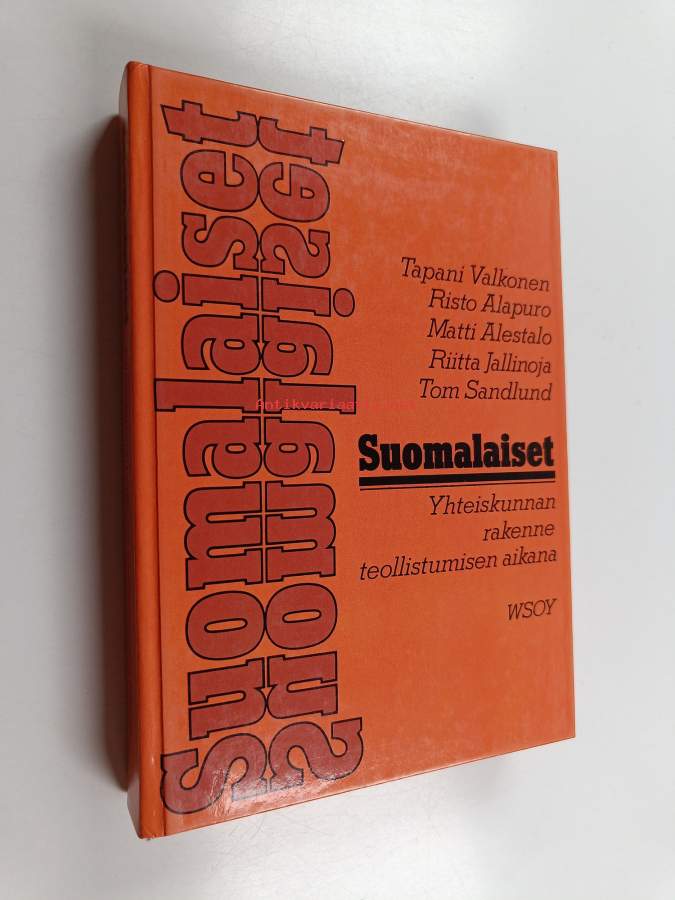 Suomalaiset
Suomalaiset
Tapani Valkonen
Risto Alapuro
Matti Alestalo
Riitta Jallinoja
Tom Sandlund
Suomalaiset
Yhteiskunnan
rakenne
teollistumisen aikana
WSOY